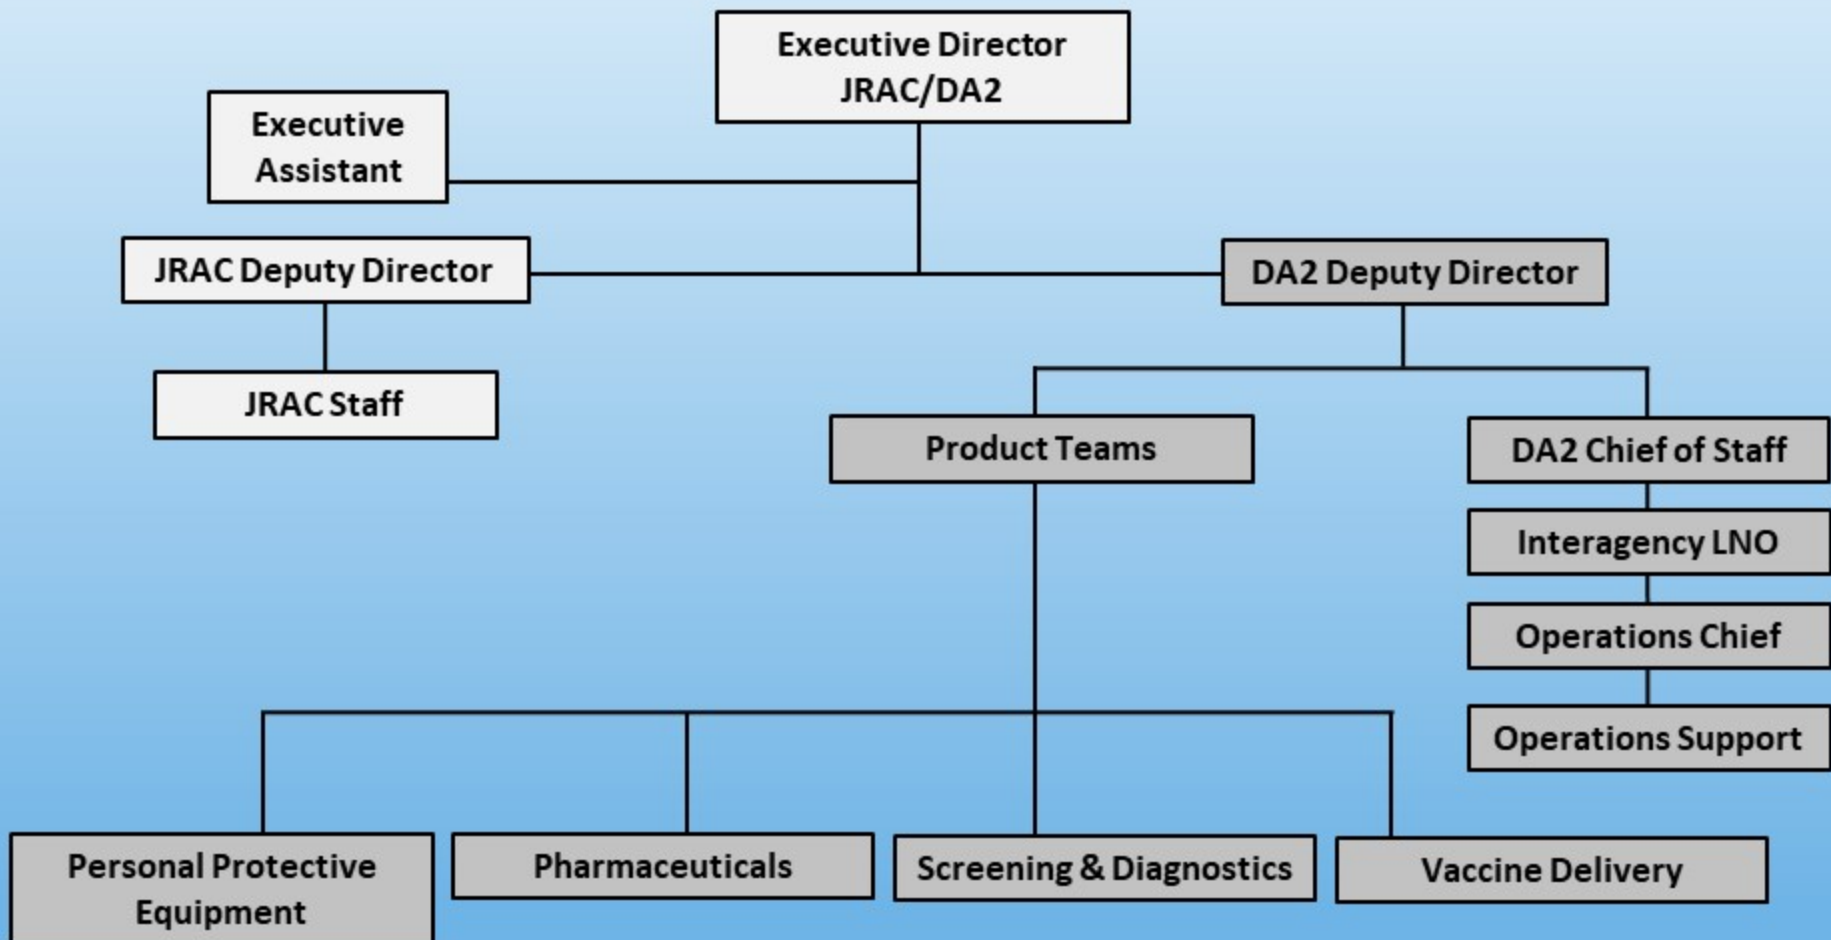 Executive Director
JRAC/DA2
Executive
Assistant
JRAC Deputy Director
DA2 Deputy Director
JRAC Staff
Product Teams
DA2 Chief of Staff
Interagency LNO
Operations Chief
Operations Support
Personal Protective
Equipment
Pharmaceuticals
Screening & Diagnostics
Vaccine Delivery